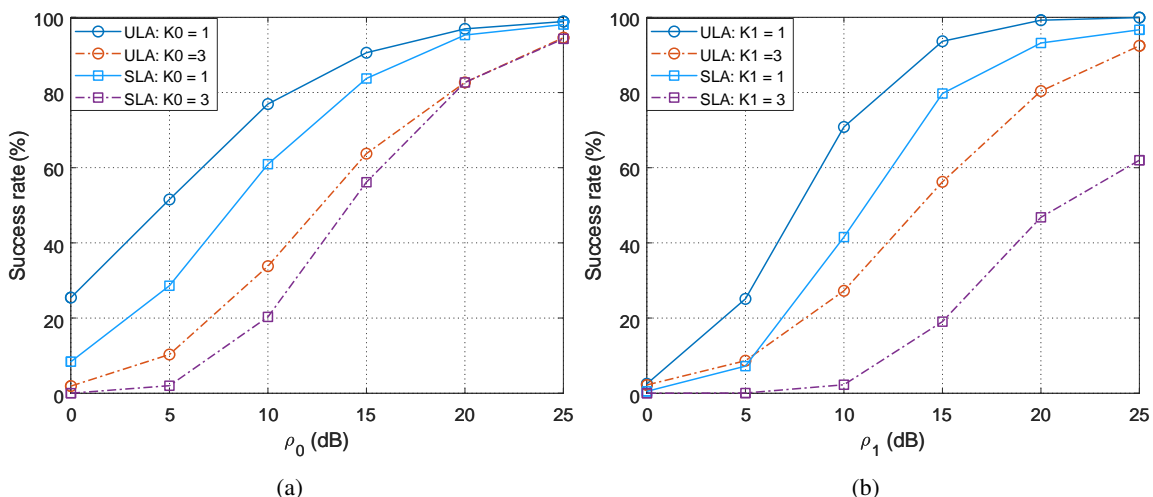 100
80
60
40
20
0
Success rate (%)
ULA: K0 = 1
ULA: K0 =3
SLA: K0 = 1
SLA: K0 = 3
0 5 10 15 20 25
ρ0 (dB)
(a)
100
80
60
40
20
0
Success rate (%)
ULA: K1 = 1
ULA: K1 =3
SLA: K1 = 1
SLA: K1 = 3
0 5 10 15 20 25
ρ1 (dB)
(b)